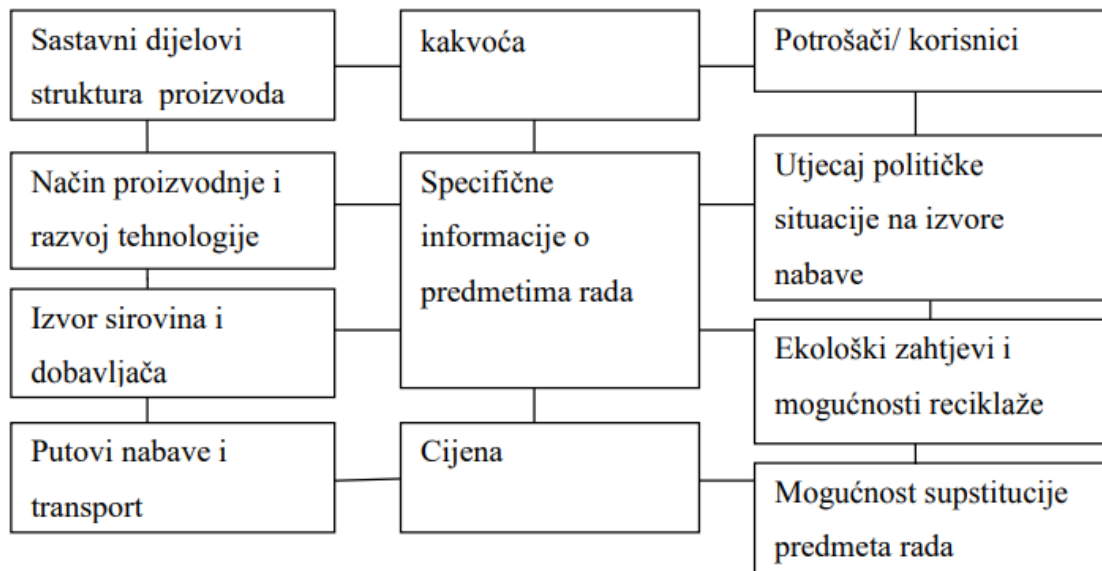 Sastavni dijelovi
struktura proizvoda
kakvoća
Potrošači/ korisnici
Način proizvodnje i
razvoj tehnologije
Specifične
informacije o
predmetima rada
Utjecaj političke
situacije na izvore
nabave
Izvor sirovina i
dobavljača
Ekološki zahtjevi i
mogućnosti reciklaže
Putovi nabave i
transport
Cijena
Mogućnost supstitucije
predmeta rada